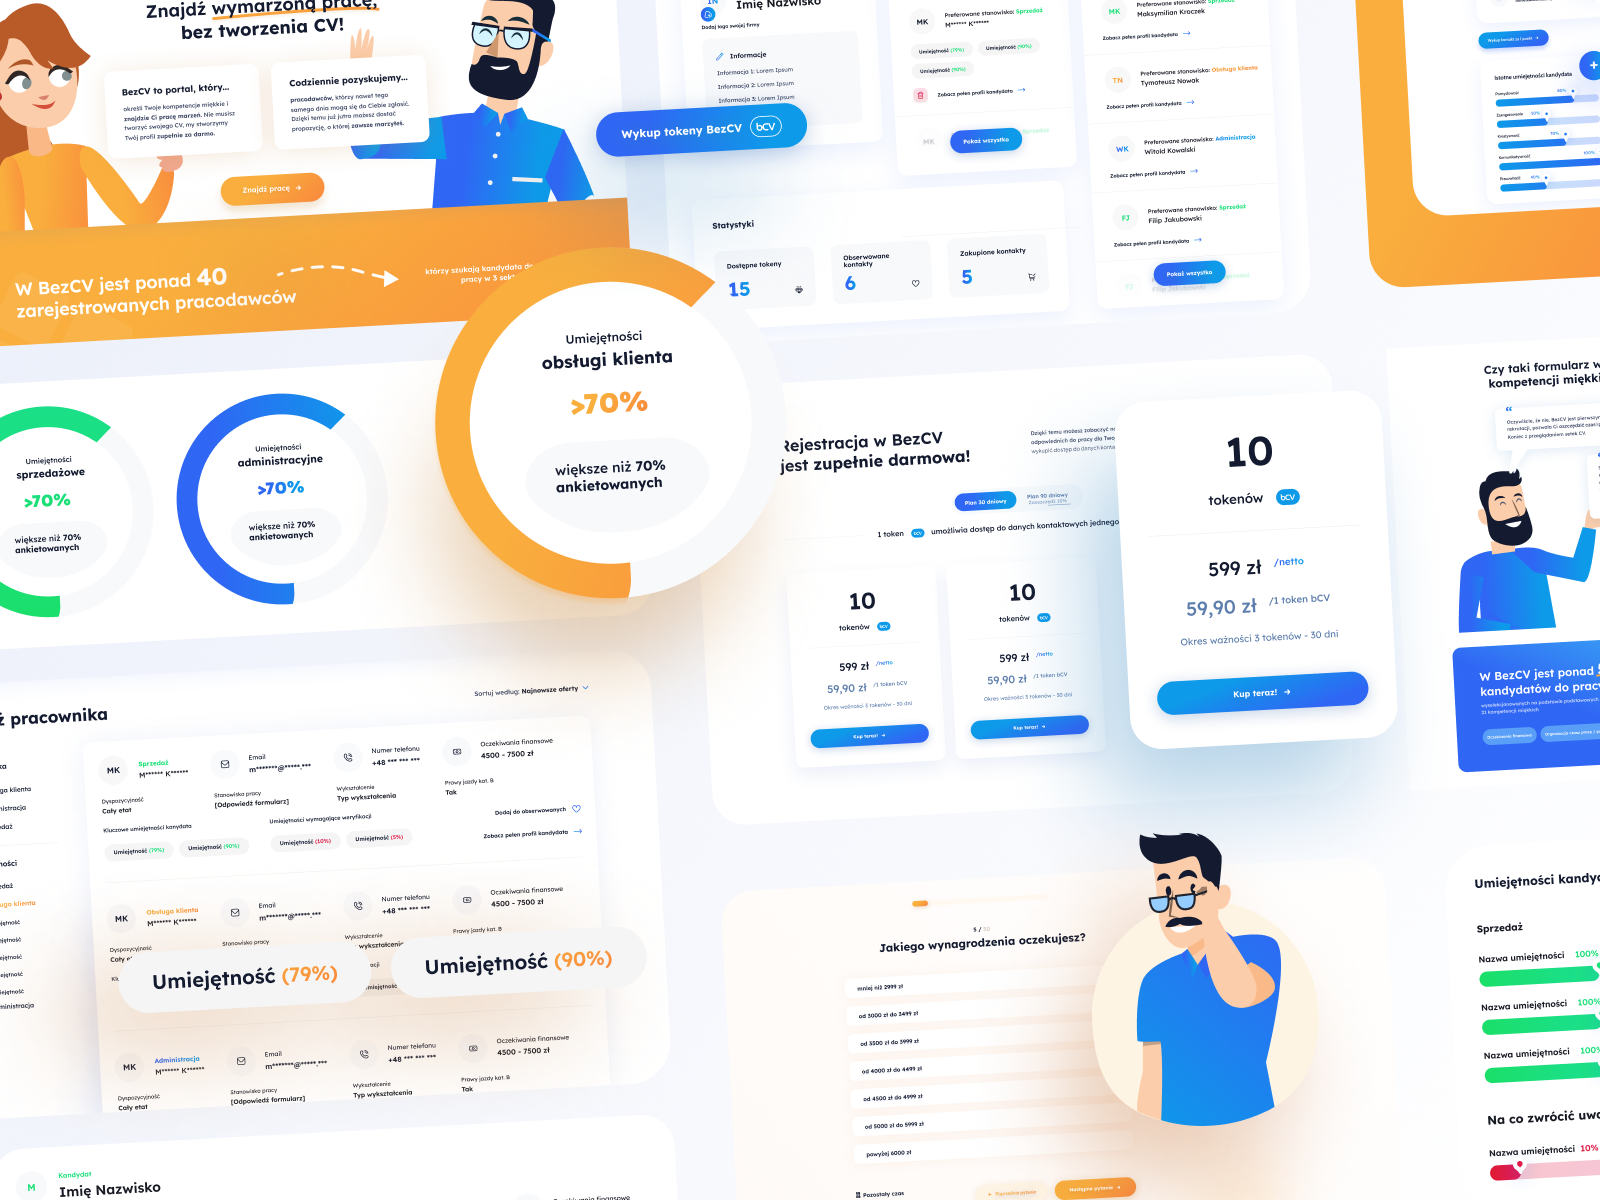 Znajdź wymarzoną pracę,
bez tworzenia CV!
BezCV to portal, który...
określi Twoje kompetencje miękkie i
znajdzie Ci pracę marzeń. Nie musisz
tworzyć swojego CV, my stworzymy
Twój profil zupełnie za darmo.
Codziennie pozyskujemy...
pracodawców, którzy nawet tego
samego dnia mogą się do Ciebie zgłosić.
Dzięki temu już jutro możesz dostać
propozycję, o której zawsze marzyłeś.
Znajdź pracę →
W BezCV jest ponad 40
zarejestrowanych pracodawców
którzy szukają kandydata do
pracy w 3 sekt
Imię Nazwisko
Dodaj logo swojej firmy
Informacje
Informacja 1: Lorem Ipsum
Informacja 2: Lorem Ipsum
Informacja 3: Lorem Ipsum
Wykup tokeny BezCV bCV
MK
Preferowane stanowisko: Sprzedaż
M****** K******
Umiejętność (79%)
Umiejętność (90%)
Umiejętność (90%)
Zobacz pełen profil kandydata →
MK
Pokaż wszystko
Statystyki
Dostępne tokeny
15
Obserwowane
kontakty
6
Zakupione kontakty
5
MK
Preferowane stanowisko: Sprzedaż
Maksymilian Kroczek
Zobacz pełen profil kandydata →
TN
Preferowane stanowisko: Obsługa klienta
Tymoteusz Nowak
Zobacz pełen profil kandydata →
WK
Preferowane stanowisko: Administracja
Witold Kowalski
Zobacz pełen profil kandydata →
FJ
Preferowane stanowisko: Sprzedaż
Filip Jakubowski
Zobacz pełen profil kandydata →
FJ
Pokaż wszystko
Filip Jakubowski
Istotne umiejętności kandydata
Pomysłowość
Zaangażowanie
Kreatywność
Komunikatywność
Pracowitość
Umiejętności
sprzedażowe
>70%
większe niż 70%
ankietowanych
Umiejętności
administracyjne
>70%
większe niż 70%
ankietowanych
Umiejętności
obsługi klienta
>70%
większe niż 70%
ankietowanych
Rejestracja w BezCV
jest zupełnie darmowa!
Dzięki temu możesz zobaczyć
odpowiednich do pracy dla
wykupić dostęp do danych
Plan 30 dniowy
Plan 90 dniowy
1 token bCV umożliwia dostęp do danych kontaktowych jednego
10
tokenów bCV
599 zł /netto
59,90 zł /1 token bCV
Okres ważności 3 tokenów - 30 dni
Kup teraz! →
10
tokenów bCV
599 zł /netto
59,90 zł /1 token bCV
Okres ważności 3 tokenów - 30 dni
Kup teraz! →
10
tokenów bCV
599 zł /netto
59,90 zł /1 token bCV
Okres ważności 3 tokenów - 30 dni
Kup teraz! →
Czy taki formularz
kompetencji miękki
W BezCV jest ponad
kandydatów do pracy
pracownika
Sortuj według: Najnowsze oferty
MK
Sprzedaż
M****** K******
Email
m*******@*****.***
Numer telefonu
+48 *** *** ***
Oczekiwania finansowe
4500 - 7500 zł
Dyspozycyjność
Cały etat
Stanowisko pracy
[Odpowiedź formularz]
Wykształcenie
Typ wykształcenia
Prawy jazdy kat. B
Tak
Kluczowe umiejętności kanydata
Umiejętność (79%)
Umiejętność (90%)
Umiejętności wymagające weryfikacji
Umiejętność (10%)
Umiejętność (5%)
Dodaj do obserwowanych
Zobacz pełen profil kandydata →
MK
Obsługa klienta
M****** K******
Email
m*******@*****.***
Numer telefonu
+48 *** *** ***
Oczekiwania finansowe
4500 - 7500 zł
Dyspozycyjność
Stanowisko pracy
Wykształcenie
wykształcenie
Prawy jazdy kat. B
Umiejętność (79%)
Umiejętność (90%)
MK
Administracja
M****** K******
Email
m*******@*****.***
Numer telefonu
+48 *** *** ***
Oczekiwania finansowe
4500 - 7500 zł
Dyspozycyjność
Cały etat
Stanowisko pracy
[Odpowiedź formularz]
Wykształcenie
Typ wykształcenia
Prawy jazdy kat. B
Tak
M
Kandydat
Imię Nazwisko
Oczekiwania finansowe
5 / 30
Jakiego wynagrodzenia oczekujesz?
mniej niż 2999 zł
od 3000 zł do 3499 zł
od 3500 zł do 3999 zł
od 4000 zł do 4499 zł
od 4500 zł do 4999 zł
od 5000 zł do 5999 zł
powyżej 6000 zł
Pozostały czas
Następne pytanie →
Umiejętności kandyd
Sprzedaż
Nazwa umiejętności 100%
Nazwa umiejętności 100%
Nazwa umiejętności 100%
Na co zwrócić uwa
Nazwa umiejętności 10%